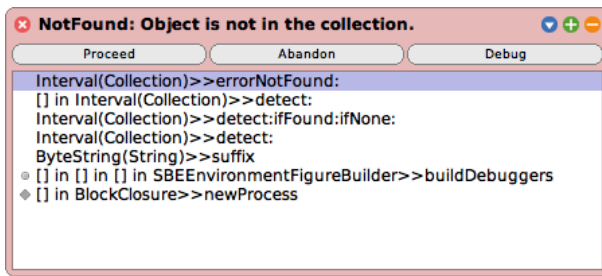 NotFound: Object is not in the collection.
Proceed Abandon Debug
Interval(Collection)>>errorNotFound:
[] in Interval(Collection)>>detect:
Interval(Collection)>>detect:ifFound:ifNone:
Interval(Collection)>>detect:
ByteString(String)>>suffix
[] in [] in [] in SBEEnvironmentFigureBuilder>>buildDebuggers
[] in BlockClosure>>newProcess